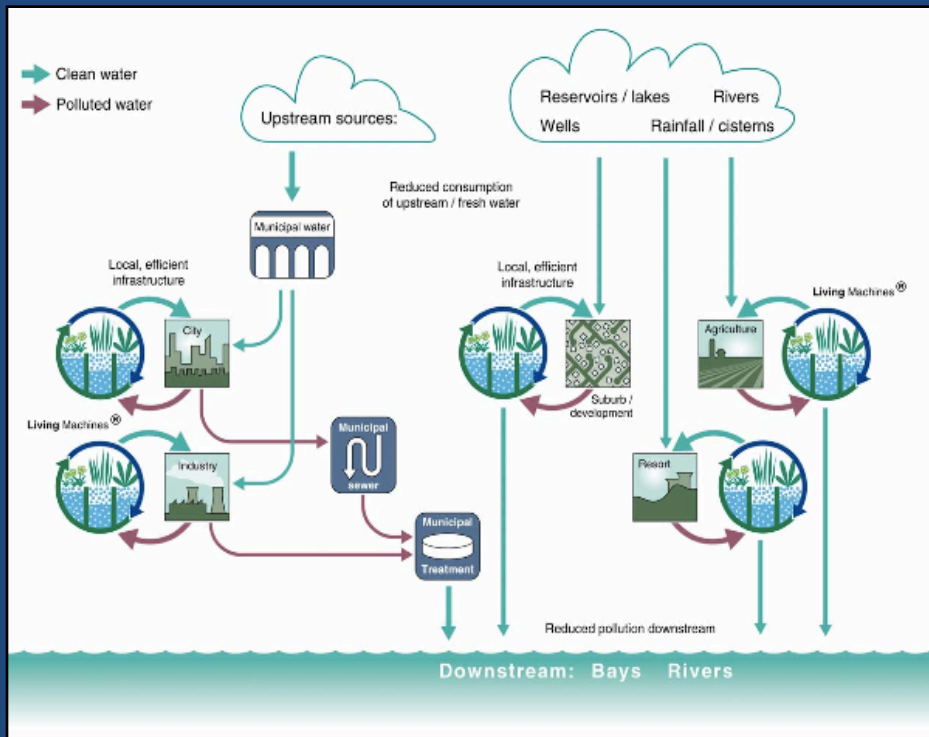 Clean water
Polluted water
Upstream sources:
Reservoirs / lakes Rivers
Wells Rainfall / cisterns
Reduced consumption
of upstream / fresh water
Municipal water
Local, efficient
infrastructure
City
Living Machines®
Industry
Municipal
sewer
Municipal
Treatment
Local, efficient
infrastructure
Suburb /
development
Agriculture
Living Machines®
Resort
Reduced pollution downstream
Downstream: Bays Rivers